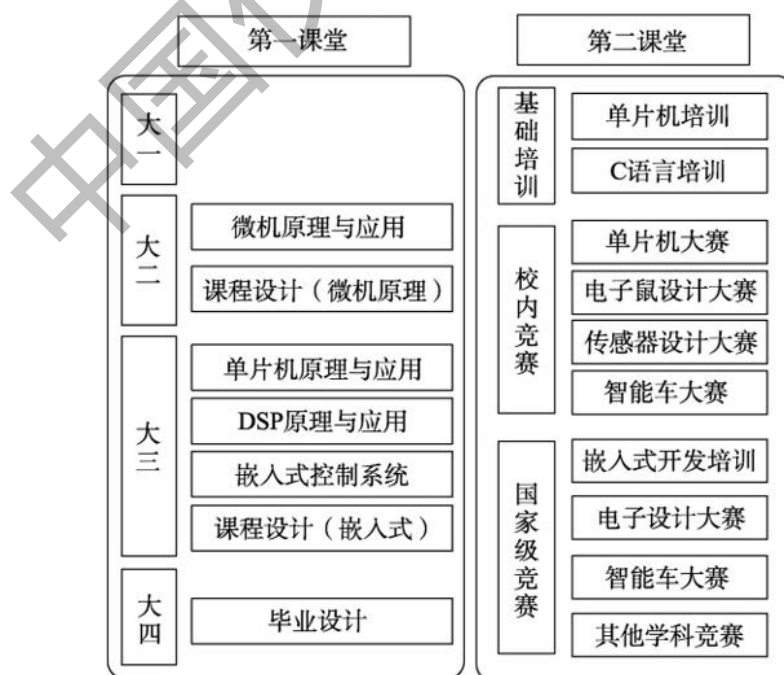 第一课堂
第二课堂
大一
大二
微机原理与应用
课程设计（微机原理）
大三
单片机原理与应用
DSP原理与应用
嵌入式控制系统
课程设计（嵌入式）
大四
毕业设计
基础培训
单片机培训
C语言培训
校内竞赛
单片机大赛
电子鼠设计大赛
传感器设计大赛
智能车大赛
国家级竞赛
嵌入式开发培训
电子设计大赛
智能车大赛
其他学科竞赛
中国